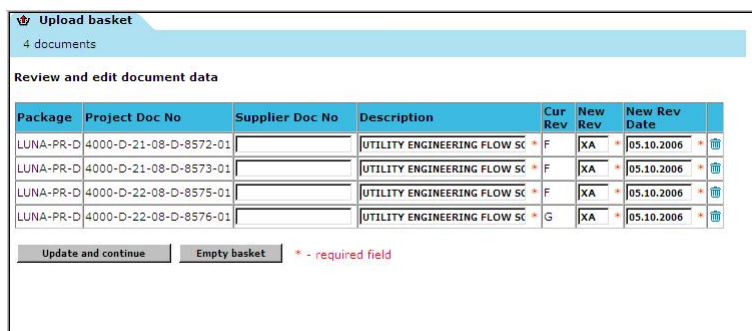 Upload basket
4 documents
Review and edit document data
Package Project Doc No Supplier Doc No Description Cur Rev New Rev New Rev Date
LUNA-PR-D 4000-D-21-08-D-8572-01 UTILITY ENGINEERING FLOW SC * F XA * 05.10.2006 *
LUNA-PR-D 4000-D-21-08-D-8573-01 UTILITY ENGINEERING FLOW SC * F XA * 05.10.2006 *
LUNA-PR-D 4000-D-22-08-D-8575-01 UTILITY ENGINEERING FLOW SC * F XA * 05.10.2006 *
LUNA-PR-D 4000-D-22-08-D-8576-01 UTILITY ENGINEERING FLOW SC * G XA * 05.10.2006 *
Update and continue Empty basket * - required field